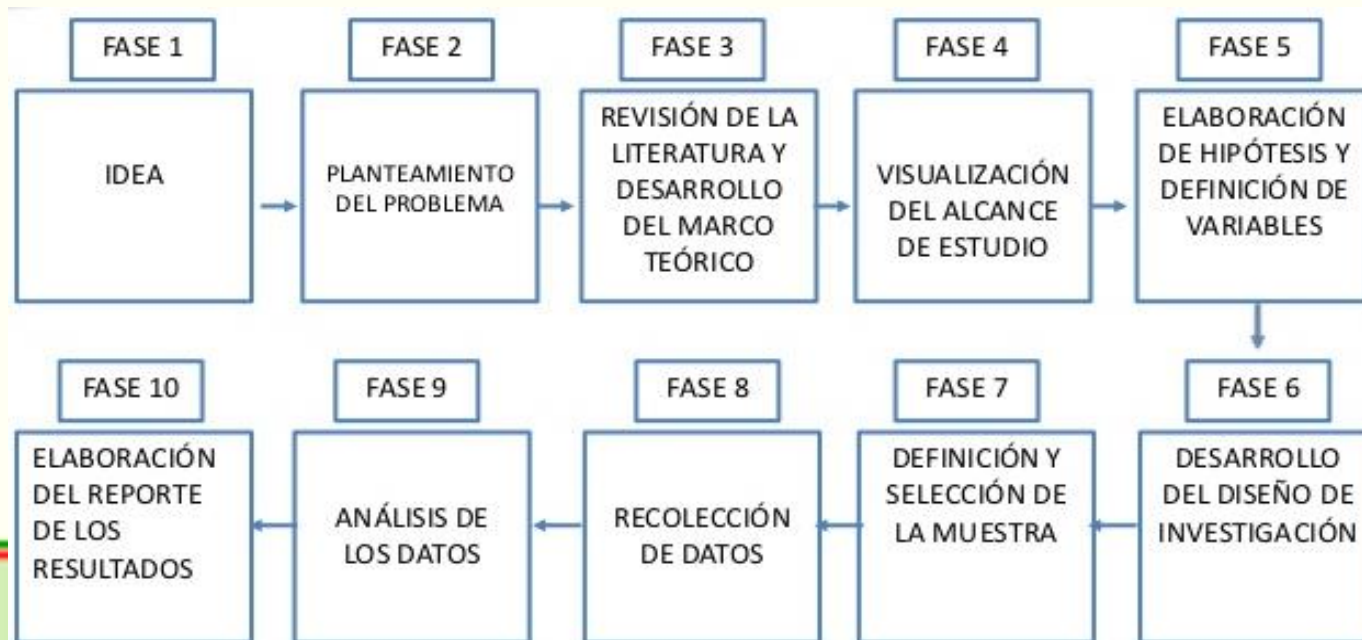 FASE 1
IDEA
FASE 2
PLANTEAMIENTO
DEL PROBLEMA
FASE 3
REVISIÓN DE LA
LITERATURA Y
DESARROLLO
DEL MARCO
TEÓRICO
FASE 4
VISUALIZACIÓN
DEL ALCANCE
DE ESTUDIO
FASE 5
ELABORACIÓN
DE HIPÓTESIS Y
DEFINICIÓN DE
VARIABLES
FASE 6
DESARROLLO
DEL DISEÑO DE
INVESTIGACIÓN
FASE 7
DEFINICIÓN Y
SELECCIÓN DE
LA MUESTRA
FASE 8
RECOLECCIÓN
DE DATOS
FASE 9
ANÁLISIS DE
LOS DATOS
FASE 10
ELABORACIÓN
DEL REPORTE
DE LOS
RESULTADOS